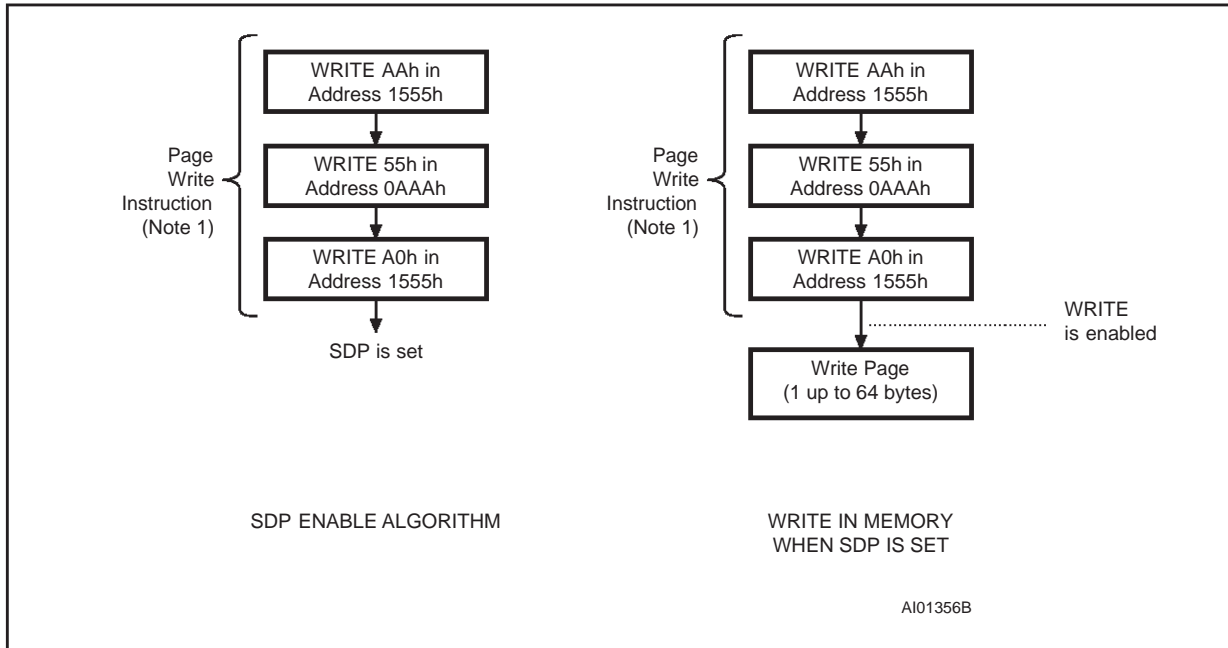 WRITE AAh in
Address 1555h
Page
Write
Instruction
(Note 1)
WRITE 55h in
Address 0AAAh
WRITE A0h in
Address 1555h
SDP is set
SDP ENABLE ALGORITHM
WRITE AAh in
Address 1555h
Page
Write
Instruction
(Note 1)
WRITE 55h in
Address 0AAAh
WRITE A0h in
Address 1555h
WRITE
is enabled
Write Page
(1 up to 64 bytes)
WRITE IN MEMORY
WHEN SDP IS SET
AI01356B